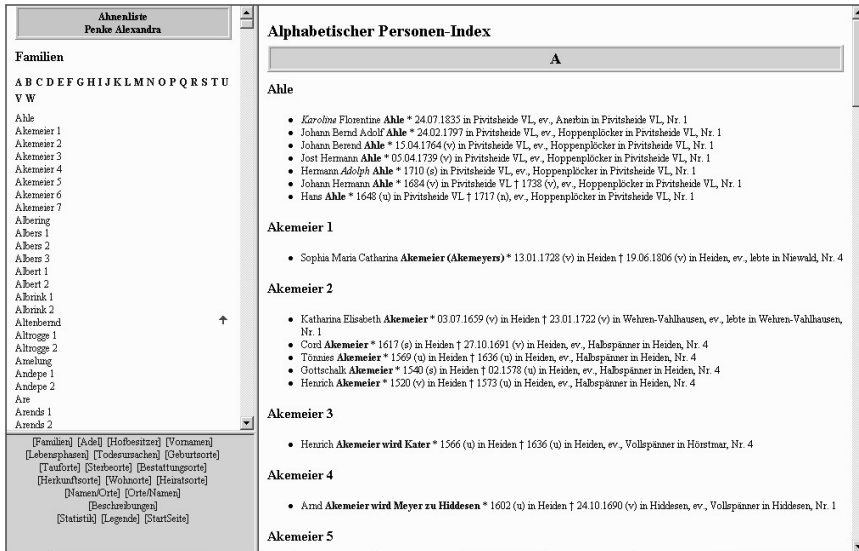 Ahnenliste
Penke Alexandra
Familien
A B C D E F G H I J K L M N O P Q R S T U
V W
Ahle
Akemeier 1
Akemeier 2
Akemeier 3
Akemeier 4
Akemeier 5
Akemeier 6
Akemeier 7
Albering
Albers 1
Albers 2
Albers 3
Albert 1
Albert 2
Albrink 1
Albrink 2
Altenbernd
Altrogge 1
Altrogge 2
Amelung
Andepe 1
Andepe 2
Are
Arends 1
Arends 2
[Familien] [Adel] [Hofbesitzer] [Vornamen]
[Lebensphasen] [Todesursachen] [Geburtsorte]
[Tauforte] [Sterbeorte] [Bestattungsorte]
[Herkunftsorte] [Wohnorte] [Heiratsorte]
[Namen/Orte] [Orte/Namen]
[Beschreibungen]
[Statistik] [Legende] [StartSeite]
Alphabetischer Personen-Index
A
Ahle
• Karoline Florentine Ahle * 24.07.1835 in Pivitsheide VL, ev., Anerbin in Pivitsheide VL, Nr. 1
• Johann Bernd Adolf Ahle * 24.02.1797 in Pivitsheide VL, ev., Hoppenplöcker in Pivitsheide VL, Nr. 1
• Johann Berend Ahle * 15.04.1764 (v) in Pivitsheide VL, ev., Hoppenplöcker in Pivitsheide VL, Nr. 1
• Jost Hermann Ahle * 05.04.1739 (v) in Pivitsheide VL, ev., Hoppenplöcker in Pivitsheide VL, Nr. 1
• Hermann Adolph Ahle * 1710 (s) in Pivitsheide VL, ev., Hoppenplöcker in Pivitsheide VL, Nr. 1
• Johann Hermann Ahle * 1684 (v) in Pivitsheide VL † 1738 (v), ev., Hoppenplöcker in Pivitsheide VL, Nr. 1
• Hans Ahle * 1648 (u) in Pivitsheide VL † 1717 (n), ev., Hoppenplöcker in Pivitsheide VL, Nr. 1
Akemeier 1
• Sophia Maria Catharina Akemeier (Akemeyers) * 13.01.1728 (v) in Heiden † 19.06.1806 (v) in Heiden, ev., lebte in Niewald, Nr. 4
Akemeier 2
• Katharina Elisabeth Akemeier * 03.07.1659 (v) in Heiden † 23.01.1722 (v) in Wehren-Vahlhausen, ev., lebte in Wehren-Vahlhausen,
Nr. 1
• Cord Akemeier * 1617 (s) in Heiden † 27.10.1691 (v) in Heiden, ev., Halbspänner in Heiden, Nr. 4
• Tönnies Akemeier * 1569 (u) in Heiden † 1636 (u) in Heiden, ev., Halbspänner in Heiden, Nr. 4
• Gottschalk Akemeier * 1540 (s) in Heiden † 02.1578 (u) in Heiden, ev., Halbspänner in Heiden, Nr. 4
• Henrich Akemeier * 1520 (v) in Heiden † 1573 (u) in Heiden, ev., Halbspänner in Heiden, Nr. 4
Akemeier 3
• Henrich Akemeier wird Kater * 1566 (u) in Heiden † 1636 (u) in Heiden, ev., Vollspänner in Hörstmar, Nr. 4
Akemeier 4
• Arnd Akemeier wird Meyer zu Hiddesen * 1602 (u) in Heiden † 24.10.1690 (v) in Hiddesen, ev., Vollspänner in Hiddesen, Nr. 1
Akemeier 5